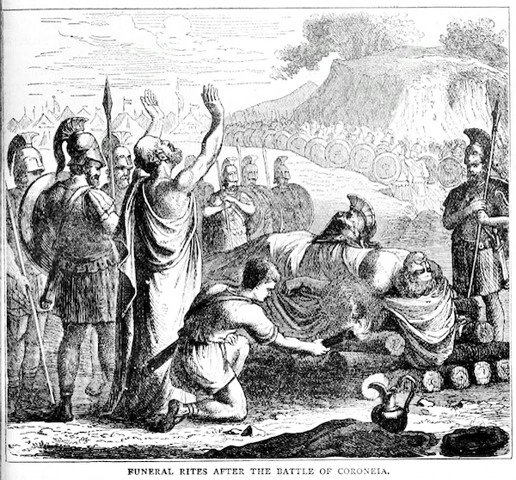 FUNERAL RITES AFTER THE BATTLE OF CORONEIA.